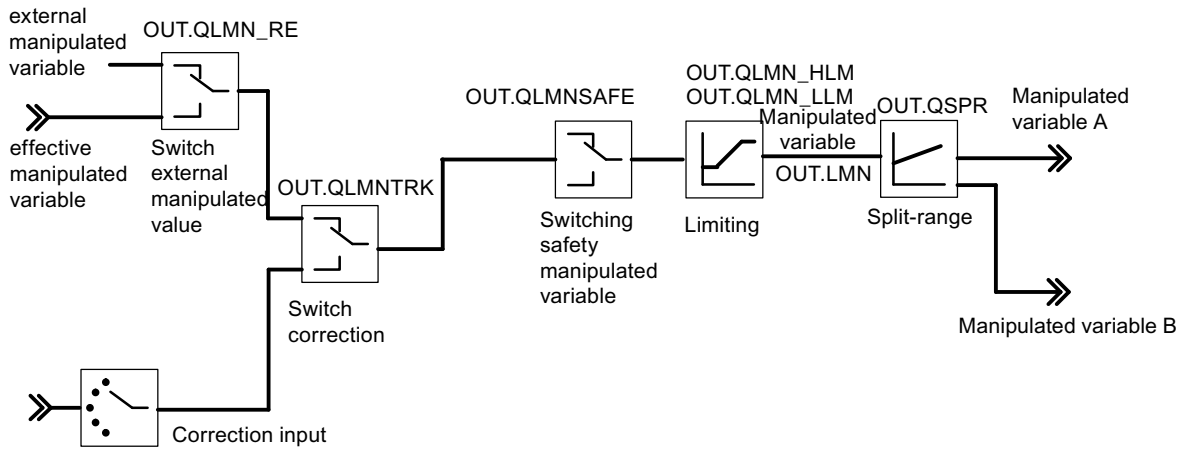 external
manipulated
variable
OUT.QLMN_RE
effective
manipulated
variable
Switch
external
manipulated
value
OUT.QLMNTRK
Switch
correction
Correction input
OUT.QLMNSAFE
Switching
safety
manipulated
variable
OUT.QLMN_HLM
OUT.QLMN_LLM
Limiting
Manipulated
variable
OUT.LMN
OUT.QSPR
Split-range
Manipulated
variable A
Manipulated variable B